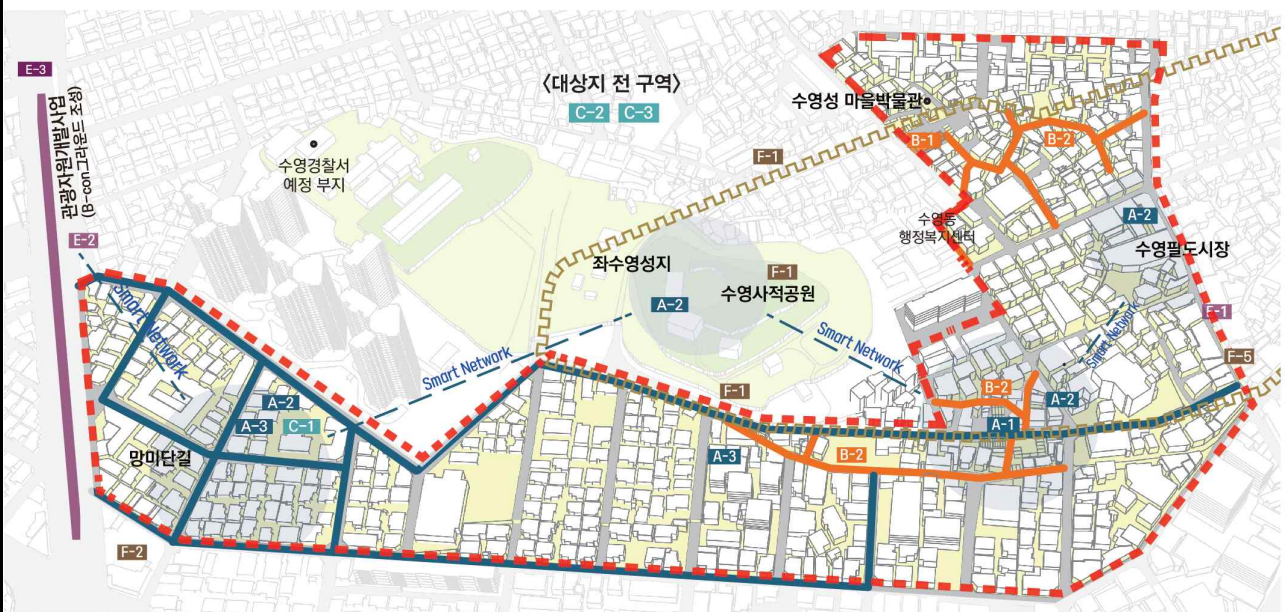 E-3
관광자원개발사업
(B-con그라운드 조성)
E-2
<대상지 전 구역>
C-2 C-3
수영성 마을박물관
B-1
B-2
F-1
수영경찰서
예정 부지
A-2
수영동
행정복지센터
수영팔도시장
좌수영성지
F-1
수영사적공원
A-2
Smart Network
Smart Network
Smart Network
Smart Network
E-1
F-5
F-1
B-2
A-2
A-1
A-2
A-3
C-1
A-3
B-2
망미단길
F-2